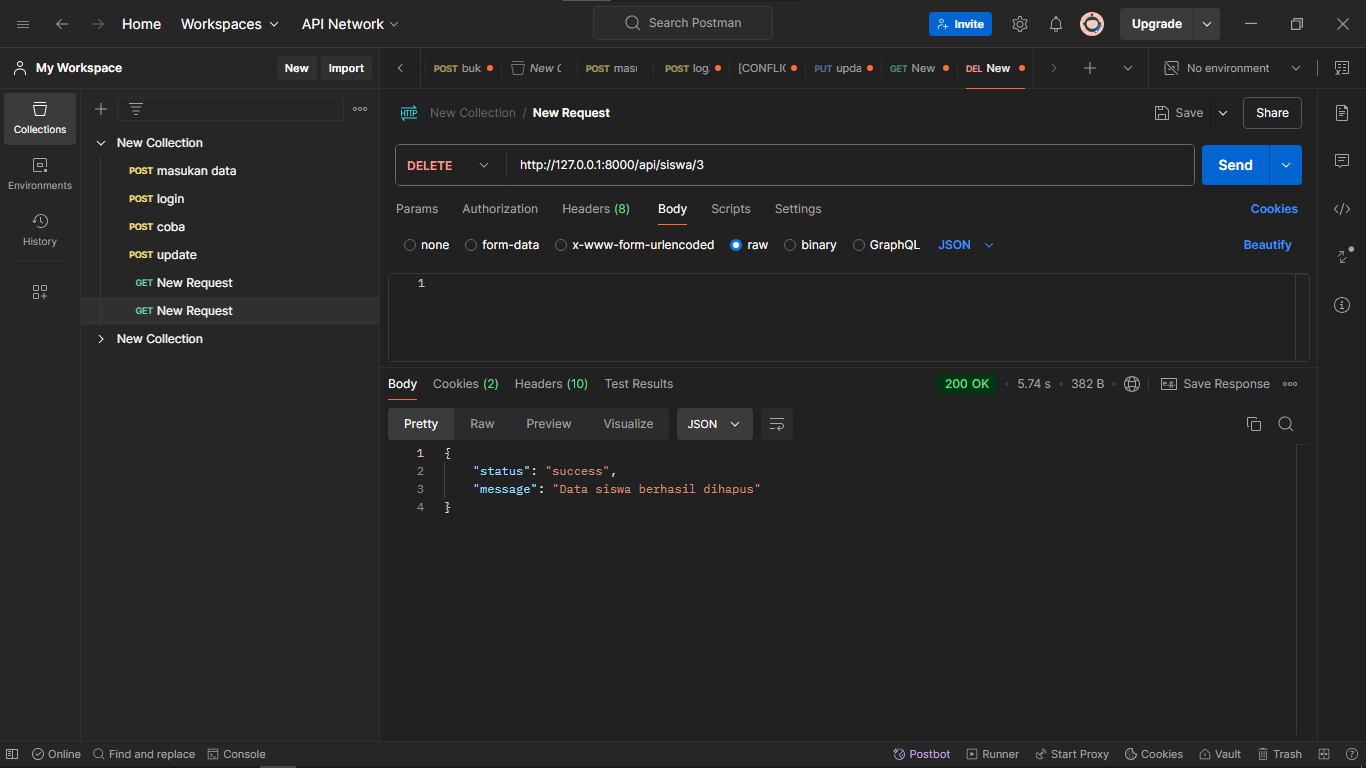 Home Workspaces API Network Search Postman Invite Upgrade
My Workspace New Import POST buk New C POST masu POST log [CONFLIC PUT upda GET New DEL New No environment
Collections
Environments
History
New Collection
POST masukan data
POST login
POST coba
POST update
GET New Request
GET New Request
New Collection
HTTP New Collection / New Request Save Share
DELETE http://127.0.0.1:8000/api/siswa/3 Send
Params Authorization Headers (8) Body Scripts Settings Cookies
none form-data x-www-form-urlencoded raw binary GraphQL JSON Beautify
1
Body Cookies (2) Headers (10) Test Results 200 OK 5.74 s 382 B e.g. Save Response
Pretty Raw Preview Visualize JSON
1 {
2 "status": "success",
3 "message": "Data siswa berhasil dihapus"
4 }
Online Find and replace Console Postbot Runner Start Proxy Cookies Vault Trash